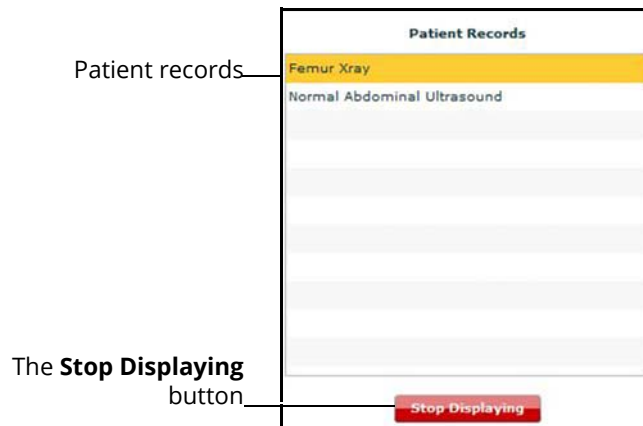 Patient Records
Patient records
Femur Xray
Normal Abdominal Ultrasound
The Stop Displaying
button
Stop Displaying